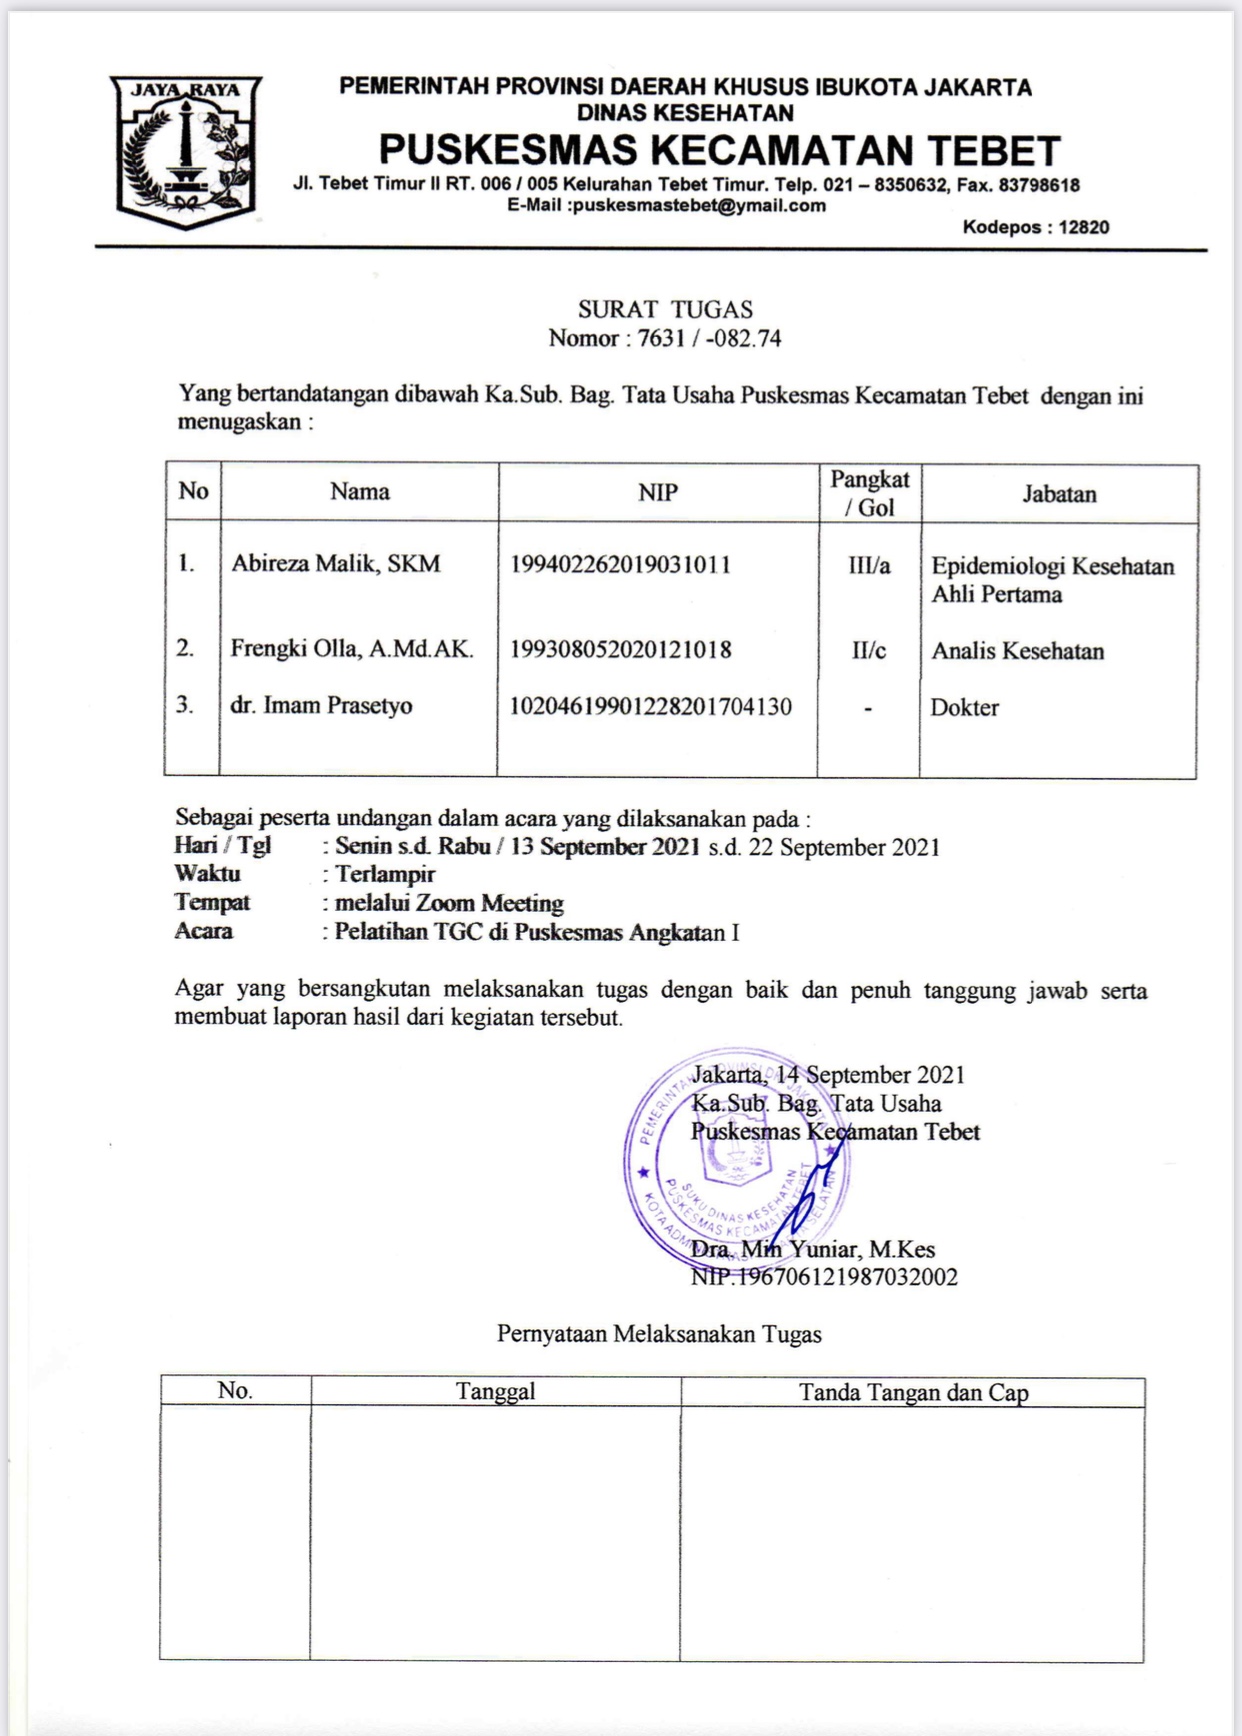 JAYA RAYA
PEMERINTAH PROVINSI DAERAH KHUSUS IBUKOTA JAKARTA
DINAS KESEHATAN
PUSKESMAS KECAMATAN TEBET
Jl. Tebet Timur II RT. 006 / 005 Kelurahan Tebet Timur. Telp. 021 – 8350632, Fax. 83798618
E-Mail :puskesmastebet@ymail.com
Kodepos : 12820
SURAT TUGAS
Nomor : 7631 / -082.74
Yang bertandatangan dibawah Ka.Sub. Bag. Tata Usaha Puskesmas Kecamatan Tebet dengan ini
menugaskan :
No Nama NIP Pangkat / Gol Jabatan
1. Abireza Malik, SKM 199402262019031011 III/a Epidemiologi Kesehatan
Ahli Pertama
2. Frengki Olla, A.Md.AK. 199308052020121018 II/c Analis Kesehatan
3. dr. Imam Prasetyo 10204619901228201704130 - Dokter
Sebagai peserta undangan dalam acara yang dilaksanakan pada :
Hari / Tgl : Senin s.d. Rabu / 13 September 2021 s.d. 22 September 2021
Waktu : Terlampir
Tempat : melalui Zoom Meeting
Acara : Pelatihan TGC di Puskesmas Angkatan I
Agar yang bersangkutan melaksanakan tugas dengan baik dan penuh tanggung jawab serta
membuat laporan hasil dari kegiatan tersebut.
Jakarta, 14 September 2021
Ka.Sub. Bag. Tata Usaha
Puskesmas Kecamatan Tebet
PEMERINTAH PROVINSI DKI JAKARTA
SUKU DINAS KESEHATAN
PUSKESMAS KECAMATAN TEBET
KOTA ADMINISTRASI JAKARTA SELATAN
Dra. Min Yuniar, M.Kes
NIP.196706121987032002
Pernyataan Melaksanakan Tugas
No. Tanggal Tanda Tangan dan Cap